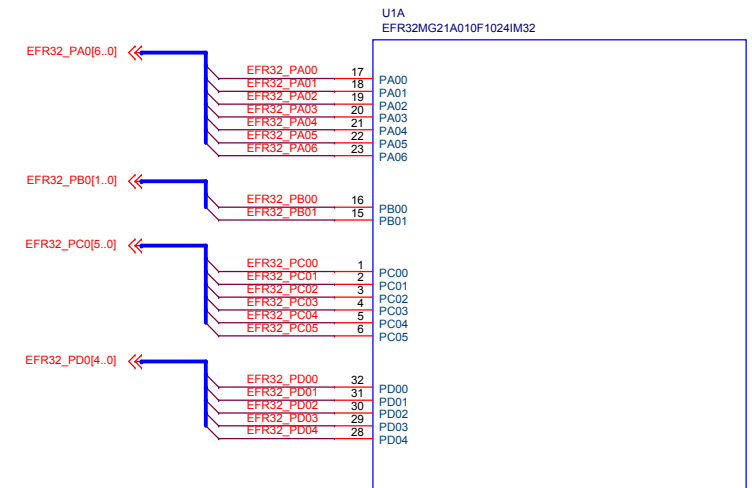 U1A
EFR32MG21A010F1024IM32
EFR32_PA0[6..0]
EFR32_PA00 17 PA00
EFR32_PA01 18 PA01
EFR32_PA02 19 PA02
EFR32_PA03 20 PA03
EFR32_PA04 21 PA04
EFR32_PA05 22 PA05
EFR32_PA06 23 PA06
EFR32_PB0[1..0]
EFR32_PB00 16 PB00
EFR32_PB01 15 PB01
EFR32_PC0[5..0]
EFR32_PC00 1 PC00
EFR32_PC01 2 PC01
EFR32_PC02 3 PC02
EFR32_PC03 4 PC03
EFR32_PC04 5 PC04
EFR32_PC05 6 PC05
EFR32_PD0[4..0]
EFR32_PD00 32 PD00
EFR32_PD01 31 PD01
EFR32_PD02 30 PD02
EFR32_PD03 29 PD03
EFR32_PD04 28 PD04